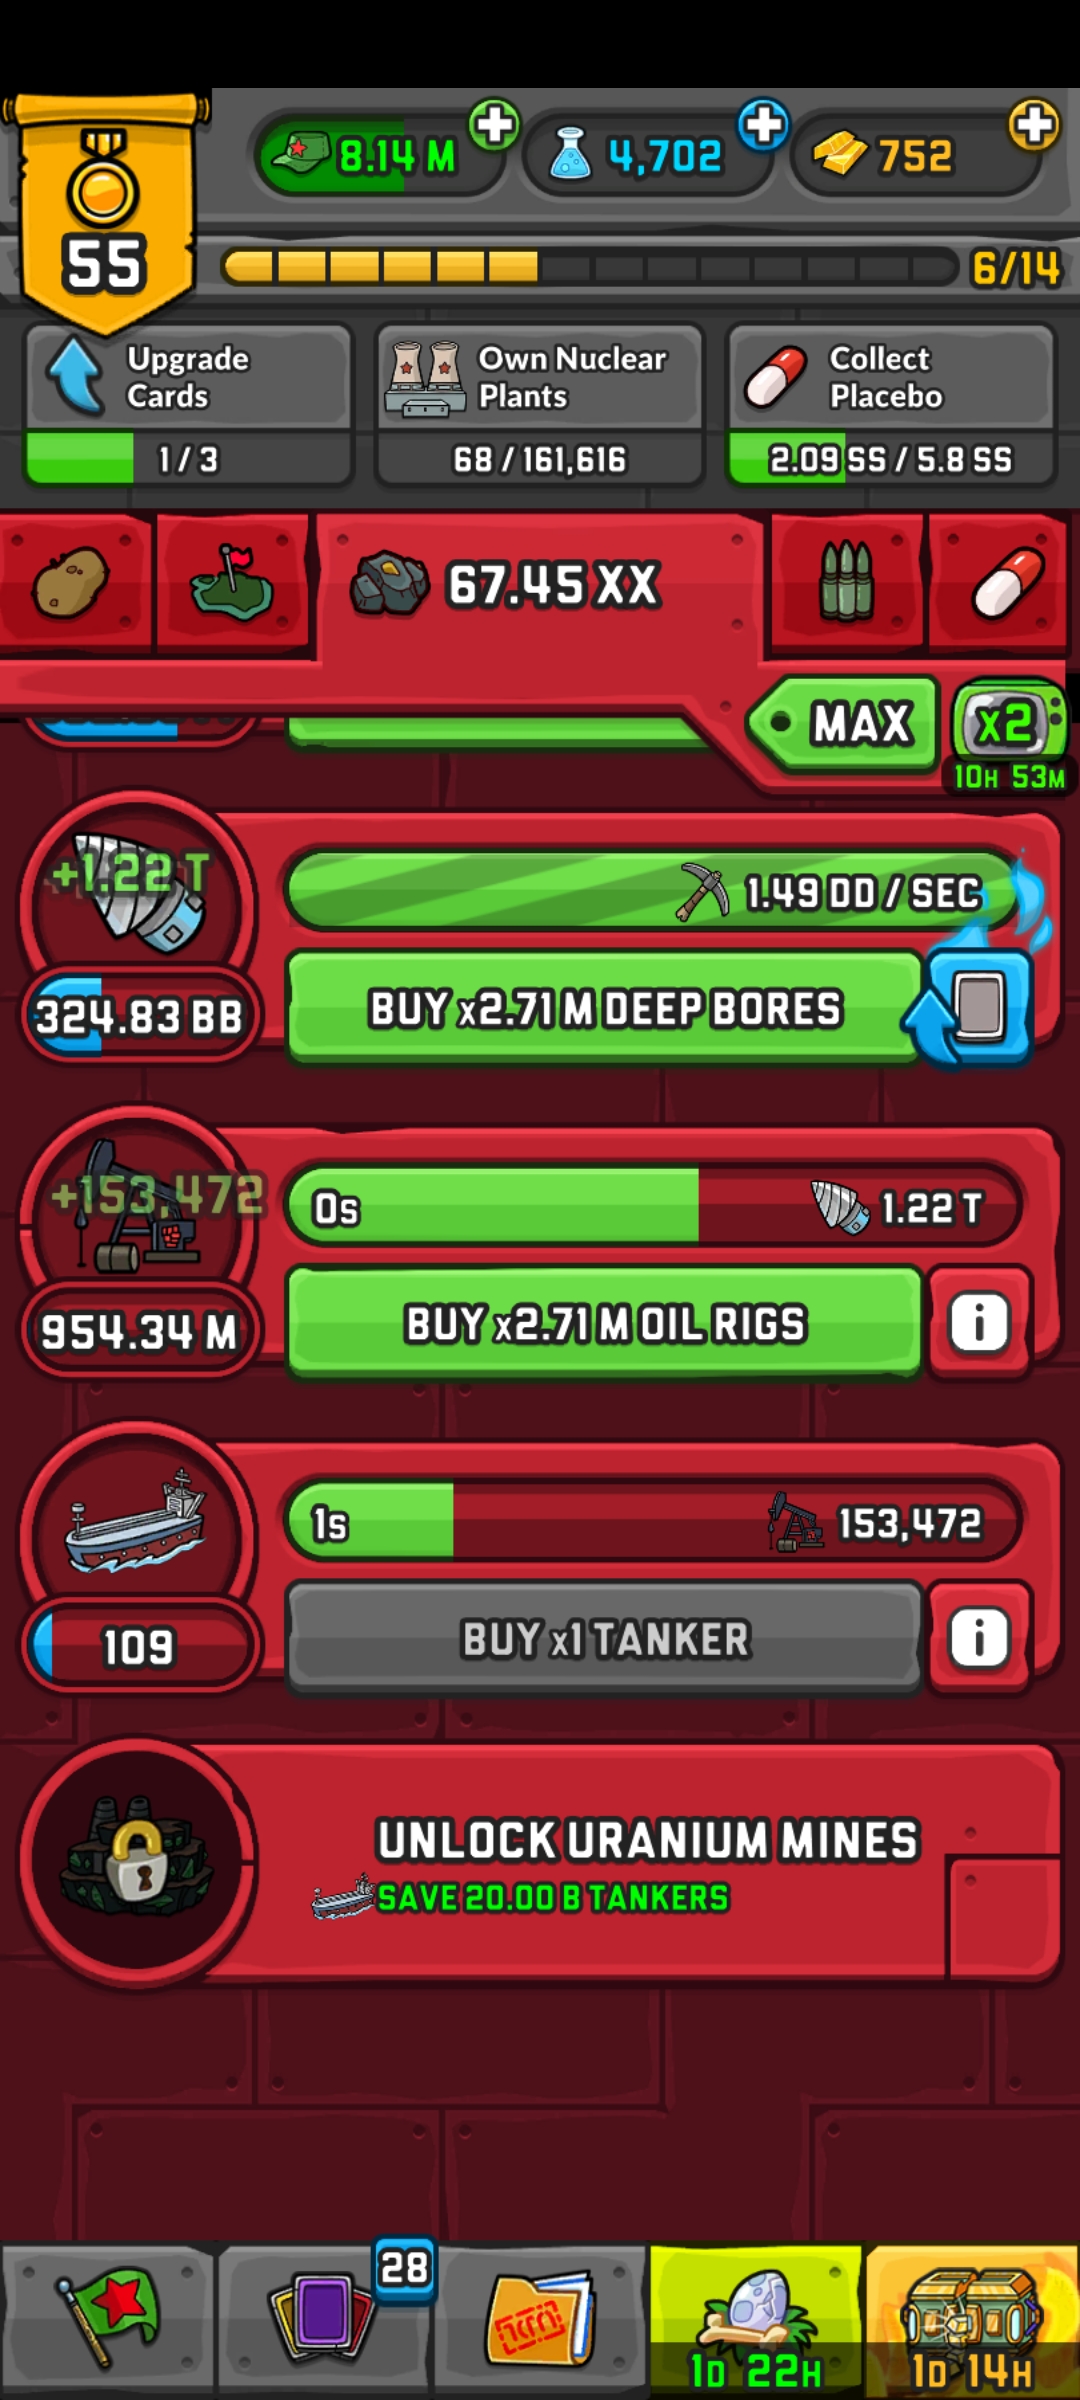 8.14 M
4,702
752
55
6/14
Upgrade
Cards
Own Nuclear
Plants
Collect
Placebo
1 / 3
68 / 161,616
2.09 SS / 5.8 SS
67.45 XX
MAX
x2
10H 53M
+1.22 T
1.49 DD / SEC
324.83 BB
BUY x2.71 M DEEP BORES
+153,472
0s
1.22 T
954.34 M
BUY x2.71 M OIL RIGS
i
1s
153,472
109
BUY x1 TANKER
i
UNLOCK URANIUM MINES
SAVE 20.00 B TANKERS
28
1D 22H
1D 14H